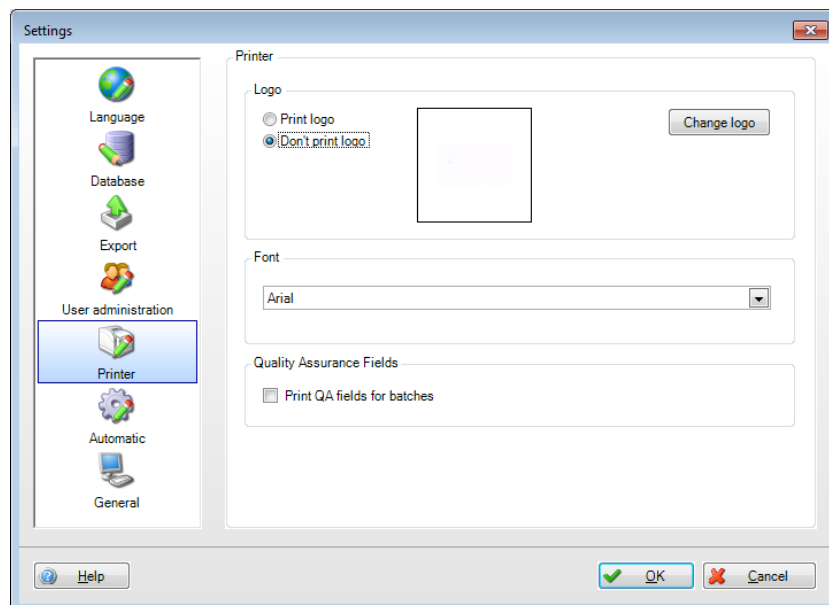 Settings
Language
Database
Export
User administration
Printer
Automatic
General
Printer
Logo
Print logo
Don't print logo
Change logo
Font
Arial
Quality Assurance Fields
Print QA fields for batches
Help
OK
Cancel